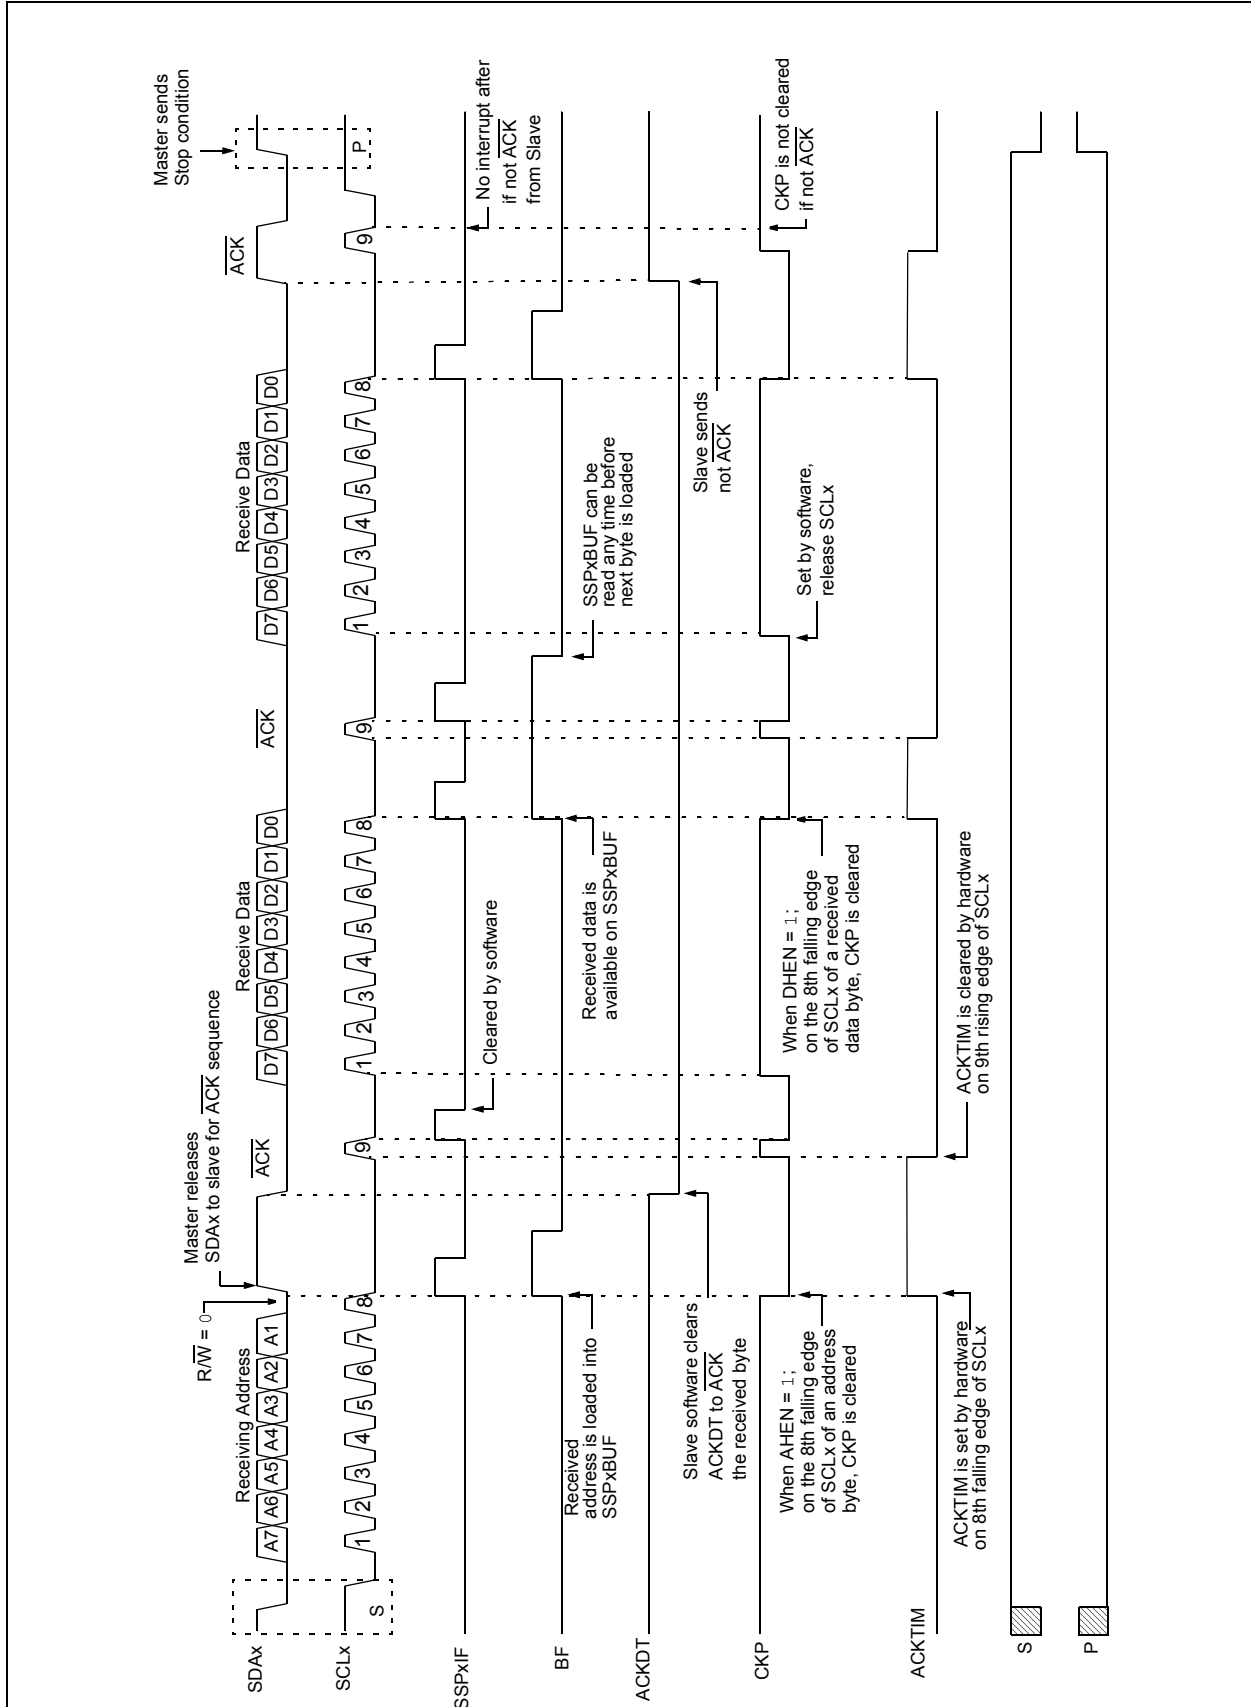 Master sends
Stop condition
Master releases
SDAx to slave for ACK sequence
R/W = 0
Receiving Address
ACK
Receive Data
ACK
Receive Data
ACK
SDAx
A7 A6 A5 A4 A3 A2 A1
D7 D6 D5 D4 D3 D2 D1 D0
D7 D6 D5 D4 D3 D2 D1 D0
SCLx
S
1 2 3 4 5 6 7 8 9
1 2 3 4 5 6 7 8 9
1 2 3 4 5 6 7 8 9
P
SSPxIF
Cleared by software
No interrupt after
if not ACK
from Slave
BF
Received
address is loaded into
SSPxBUF
Received data is
available on SSPxBUF
SSPxBUF can be
read any time before
next byte is loaded
ACKDT
Slave software clears
ACKDT to ACK
the received byte
Slave sends
not ACK
CKP
When AHEN = 1;
on the 8th falling edge
of SCLx of an address
byte, CKP is cleared
When DHEN = 1;
on the 8th falling edge
of SCLx of a received
data byte, CKP is cleared
Set by software,
release SCLx
CKP is not cleared
if not ACK
ACKTIM
ACKTIM is set by hardware
on 8th falling edge of SCLx
ACKTIM is cleared by hardware
on 9th rising edge of SCLx
S
P